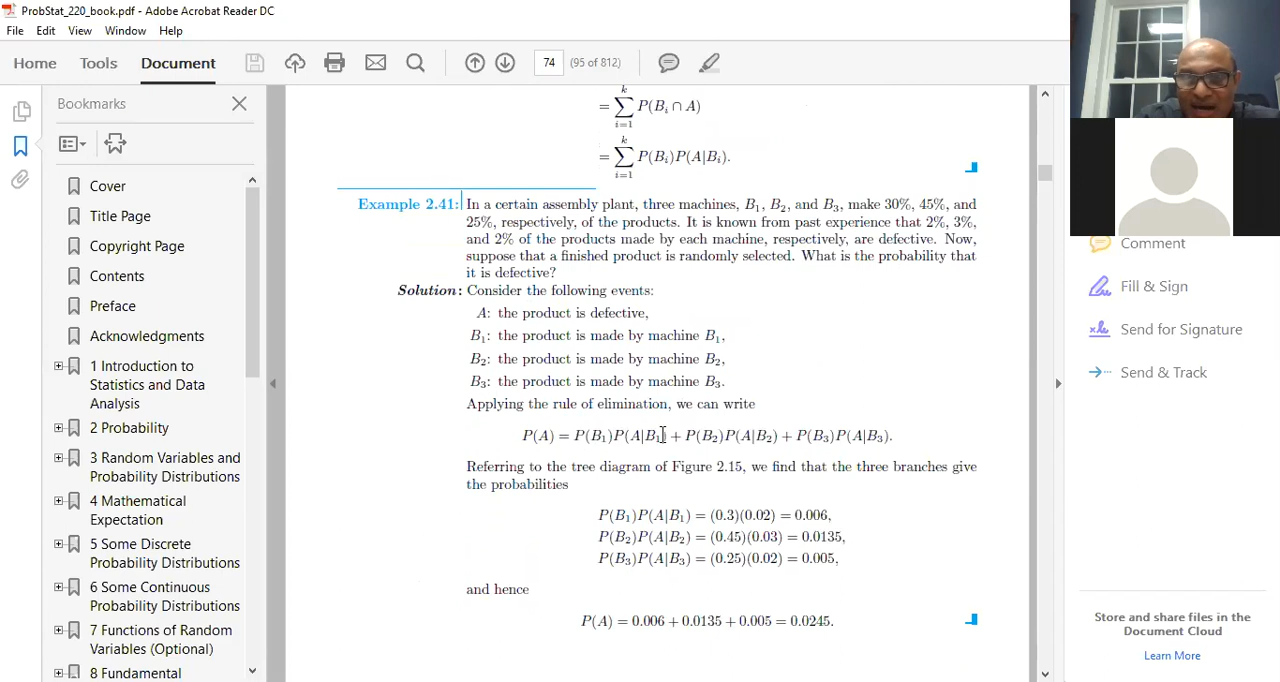 ProbStat_220_book.pdf - Adobe Acrobat Reader DC
File Edit View Window Help
Home Tools Document 74 (95 of 812)
Bookmarks
Cover
Title Page
Copyright Page
Contents
Preface
Acknowledgments
1 Introduction to
Statistics and Data
Analysis
2 Probability
3 Random Variables and
Probability Distributions
4 Mathematical
Expectation
5 Some Discrete
Probability Distributions
6 Some Continuous
Probability Distributions
7 Functions of Random
Variables (Optional)
8 Fundamental
k
= ∑ P(Bᵢ ∩ A)
i=1
k
= ∑ P(Bᵢ)P(A|Bᵢ).
i=1
Example 2.41: In a certain assembly plant, three machines, B₁, B₂, and B₃, make 30%, 45%, and
25%, respectively, of the products. It is known from past experience that 2%, 3%,
and 2% of the products made by each machine, respectively, are defective. Now,
suppose that a finished product is randomly selected. What is the probability that
it is defective?
Solution: Consider the following events:
A: the product is defective,
B₁: the product is made by machine B₁,
B₂: the product is made by machine B₂,
B₃: the product is made by machine B₃.
Applying the rule of elimination, we can write
P(A) = P(B₁)P(A|B₁) + P(B₂)P(A|B₂) + P(B₃)P(A|B₃).
Referring to the tree diagram of Figure 2.15, we find that the three branches give
the probabilities
P(B₁)P(A|B₁) = (0.3)(0.02) = 0.006,
P(B₂)P(A|B₂) = (0.45)(0.03) = 0.0135,
P(B₃)P(A|B₃) = (0.25)(0.02) = 0.005,
and hence
P(A) = 0.006 + 0.0135 + 0.005 = 0.0245.
Comment
Fill & Sign
Send for Signature
Send & Track
Store and share files in the
Document Cloud
Learn More